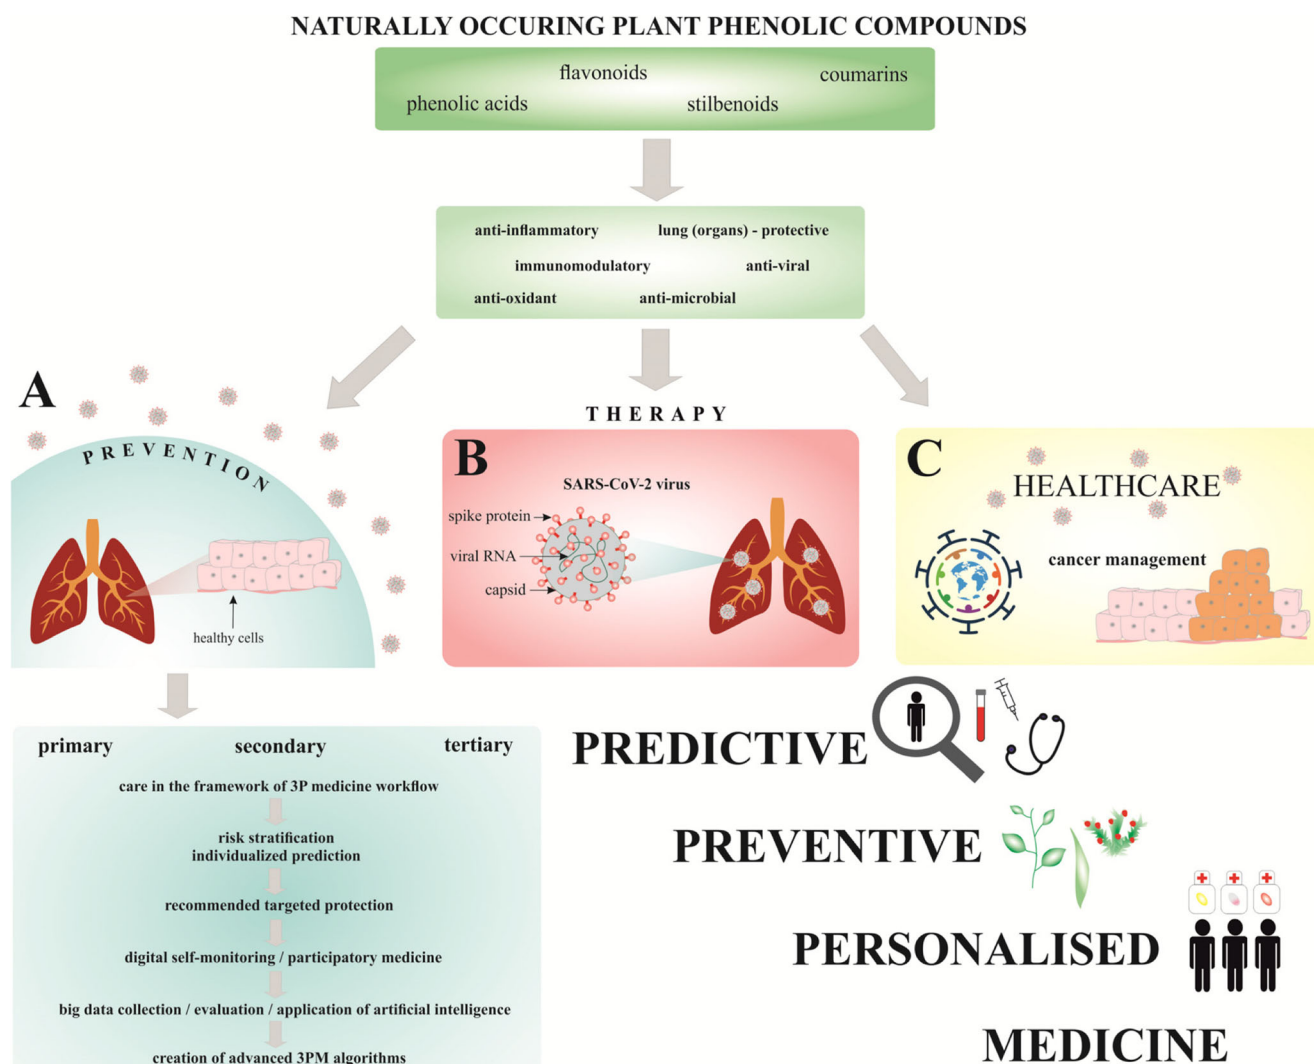 NATURALLY OCCURING PLANT PHENOLIC COMPOUNDS
flavonoids
coumarins
phenolic acids
stilbenoids
anti-inflammatory
lung (organs) - protective
immunomodulatory
anti-viral
anti-oxidant
anti-microbial
A
PREVENTION
healthy cells
THERAPY
B
SARS-CoV-2 virus
spike protein
viral RNA
capsid
C
HEALTHCARE
cancer management
primary
secondary
tertiary
care in the framework of 3P medicine workflow
risk stratification
individualized prediction
recommended targeted protection
digital self-monitoring / participatory medicine
big data collection / evaluation / application of artificial intelligence
creation of advanced 3PM algorithms
PREDICTIVE
PREVENTIVE
PERSONALISED
MEDICINE